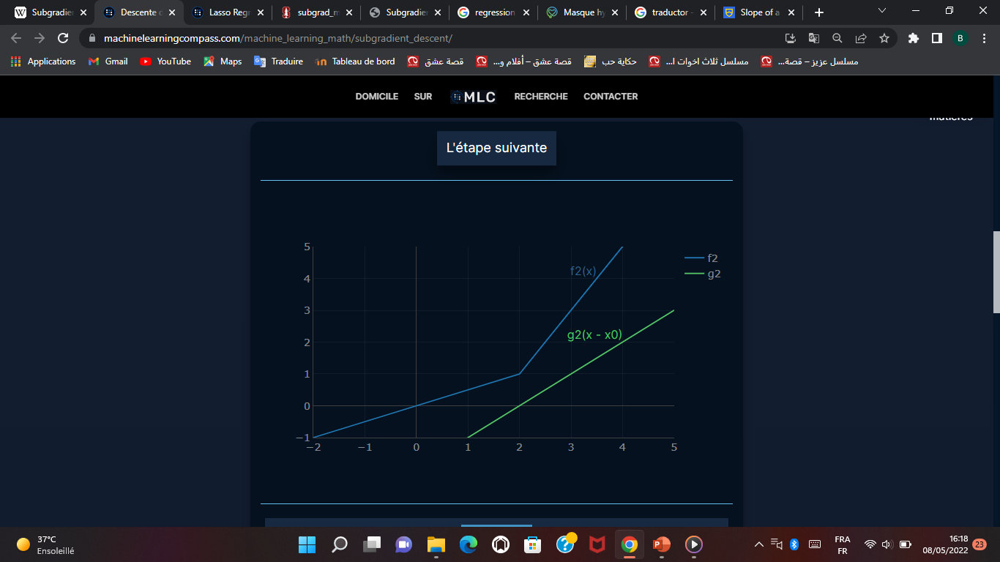 Subgradie
Descente d
Lasso Regr
subgrad_m
Subgradie
regression
Masque hy
traductor -
Slope of a
machinelearningcompass.com/machine_learning_math/subgradient_descent/
B
Applications
Gmail
YouTube
Maps
Traduire
Tableau de bord
قصة عشق
قصة عشق – أفلام و...
حكاية حب
مسلسل ثلاث اخوات ا...
مسلسل عزيز – قصة...
DOMICILE
SUR
MLC
RECHERCHE
CONTACTER
matières
L'étape suivante
5
4
3
2
1
0
−1
−2
−1
0
1
2
3
4
5
f2(x)
g2(x - x0)
f2
g2
37°C
Ensoleillé
FRA
FR
16:18
08/05/2022
23